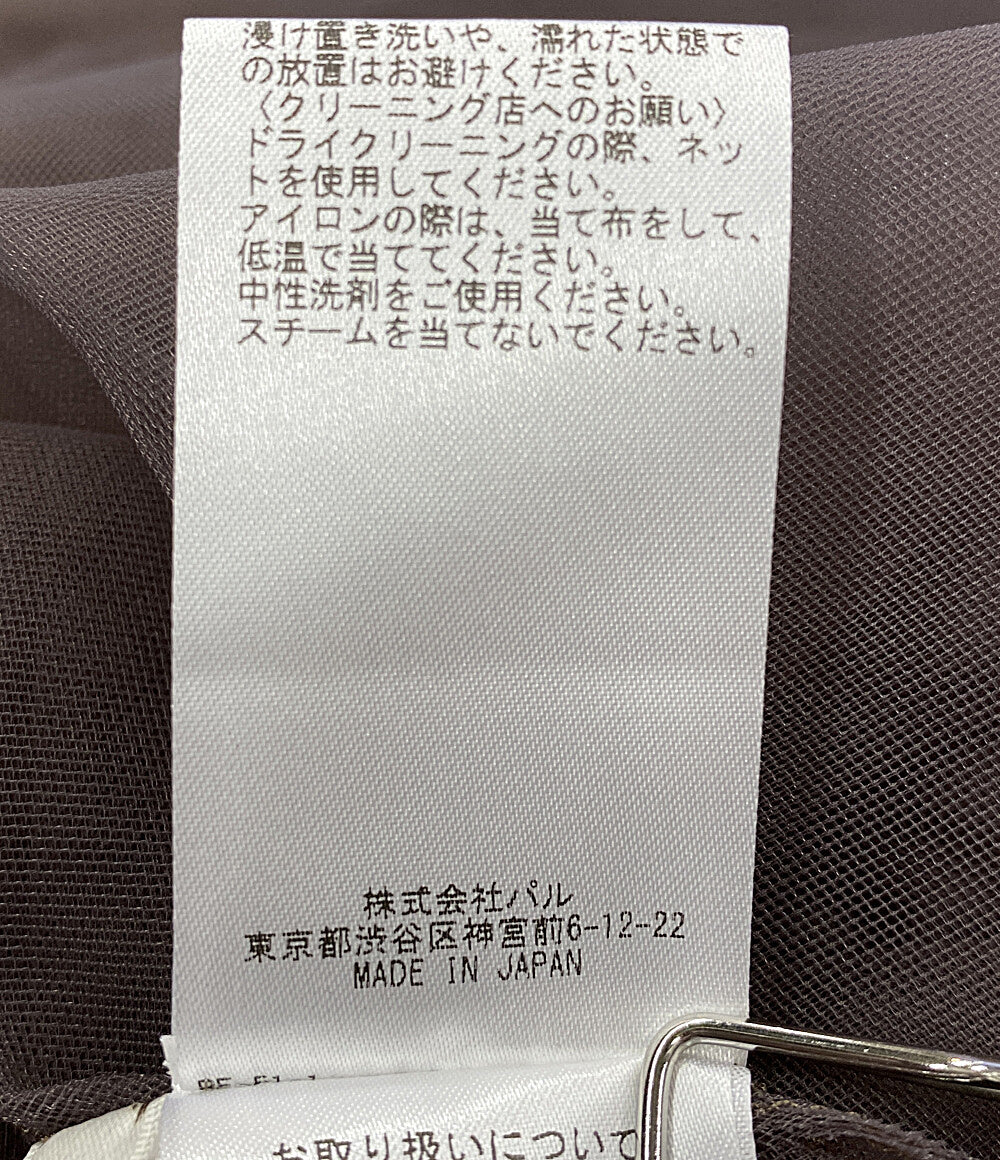 浸け置き洗いや、濡れた状態で
の放置はお避けください。
〈クリーニング店へのお願い〉
ドライクリーニングの際、ネッ
トを使用してください。
アイロンの際は、当て布をして、
低温で当ててください。
中性洗剤をご使用ください。
スチームを当てないでください。
株式会社パル
東京都渋谷区神宮前6-12-22
MADE IN JAPAN
お取り扱いについて